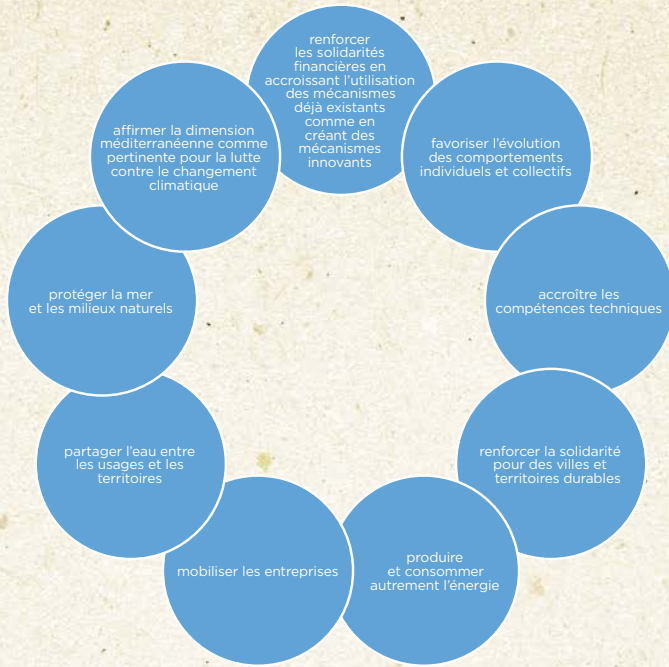 renforcer
les solidarités
financières en
accroissant l'utilisation
des mécanismes
déjà existants
comme en
créant des
mécanismes
innovants
favoriser l'évolution
des comportements
individuels et collectifs
accroître les
compétences techniques
renforcer la solidarité
pour des villes et
territoires durables
produire
et consommer
autrement l'énergie
mobiliser les entreprises
partager l'eau entre
les usages et les
territoires
protéger la mer
et les milieux naturels
affirmer la dimension
méditerranéenne comme
pertinente pour la lutte
contre le changement
climatique